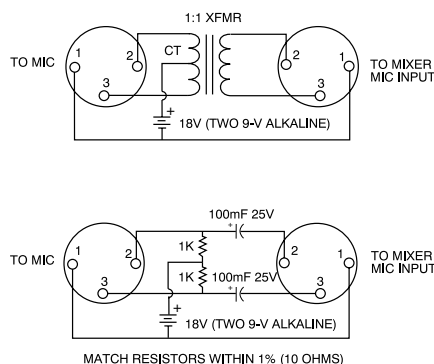 1:1 XFMR
TO MIC
1
2
3
CT
+
18V (TWO 9-V ALKALINE)
2
1
3
TO MIXER
MIC INPUT
100mF 25V
+
TO MIC
1
2
3
1K
1K
100mF 25V
+
+
18V (TWO 9-V ALKALINE)
2
1
3
TO MIXER
MIC INPUT
MATCH RESISTORS WITHIN 1% (10 OHMS)